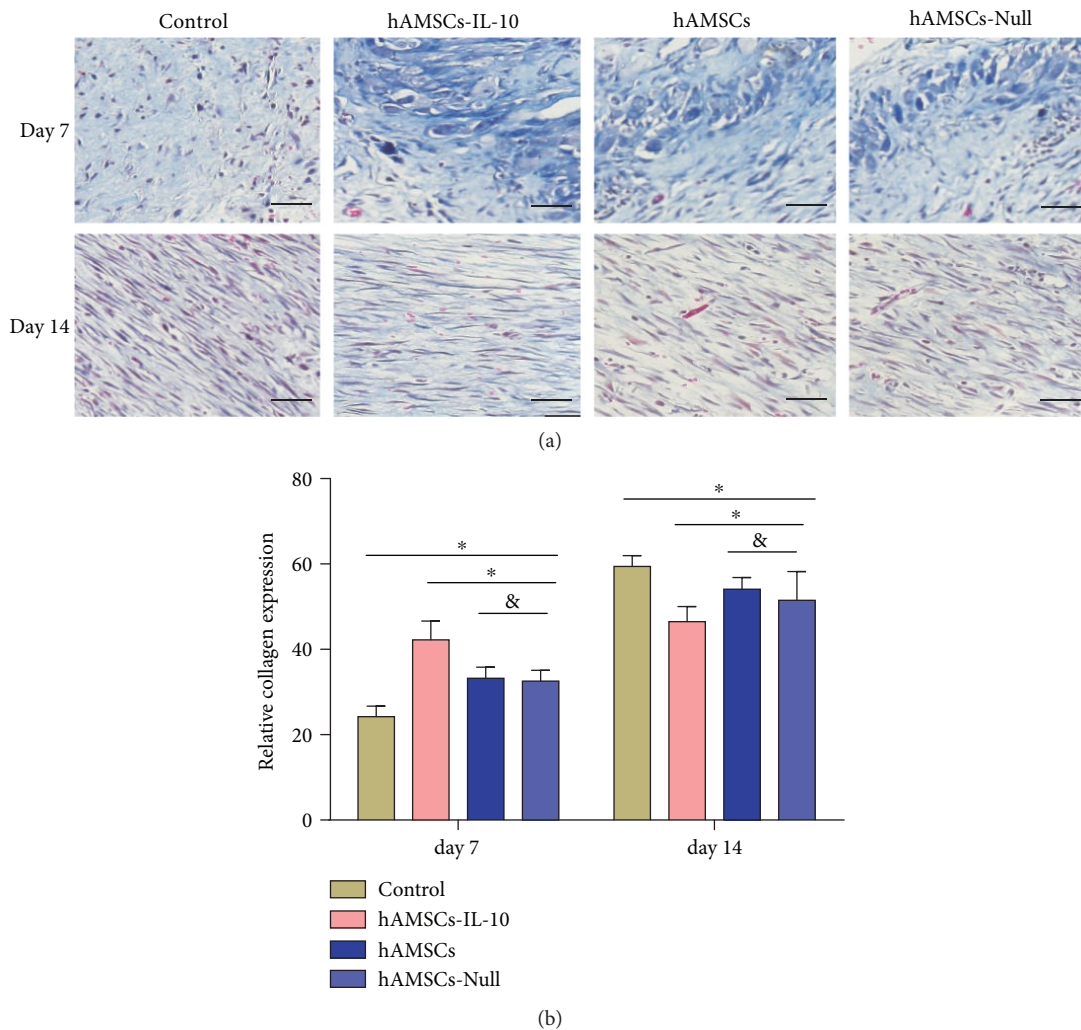 Control hAMSCs-IL-10 hAMSCs hAMSCs-Null
Day 7
Day 14
(a)
80
60
40
20
0
Relative collagen expression
*
*
&
*
*
&
day 7 day 14
Control
hAMSCs-IL-10
hAMSCs
hAMSCs-Null
(b)